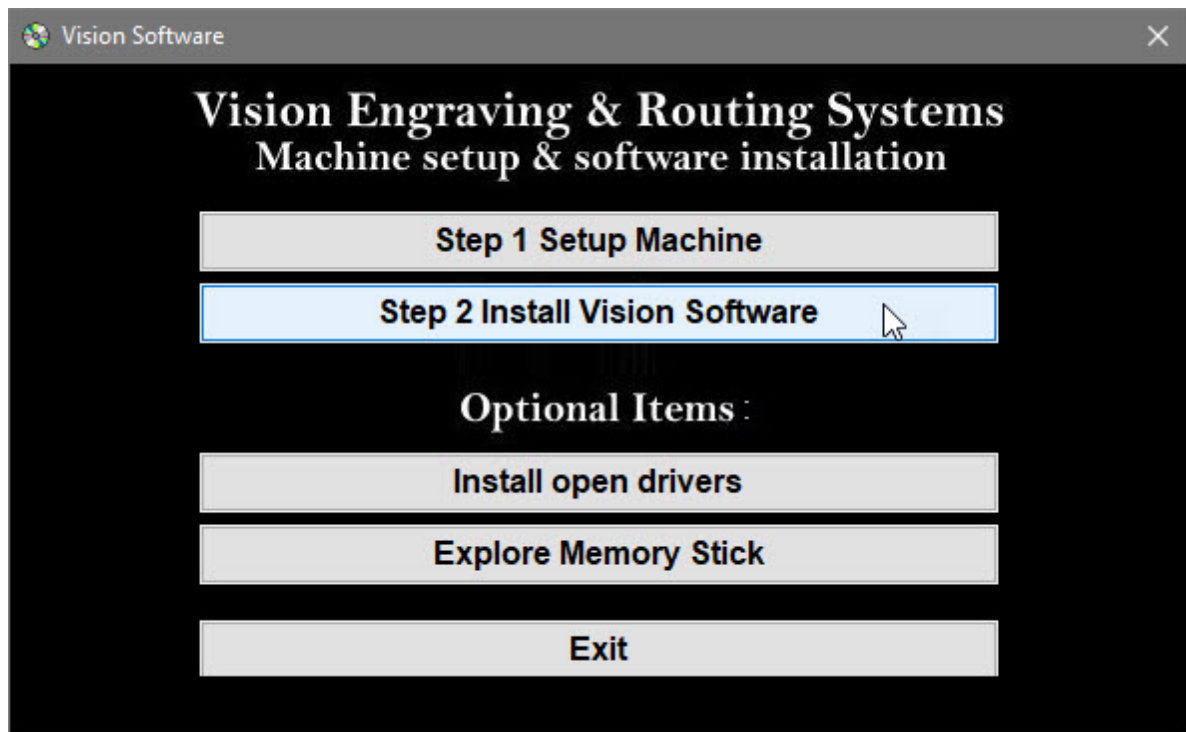 Vision Software
Vision Engraving & Routing Systems
Machine setup & software installation
Step 1 Setup Machine
Step 2 Install Vision Software
Optional Items:
Install open drivers
Explore Memory Stick
Exit